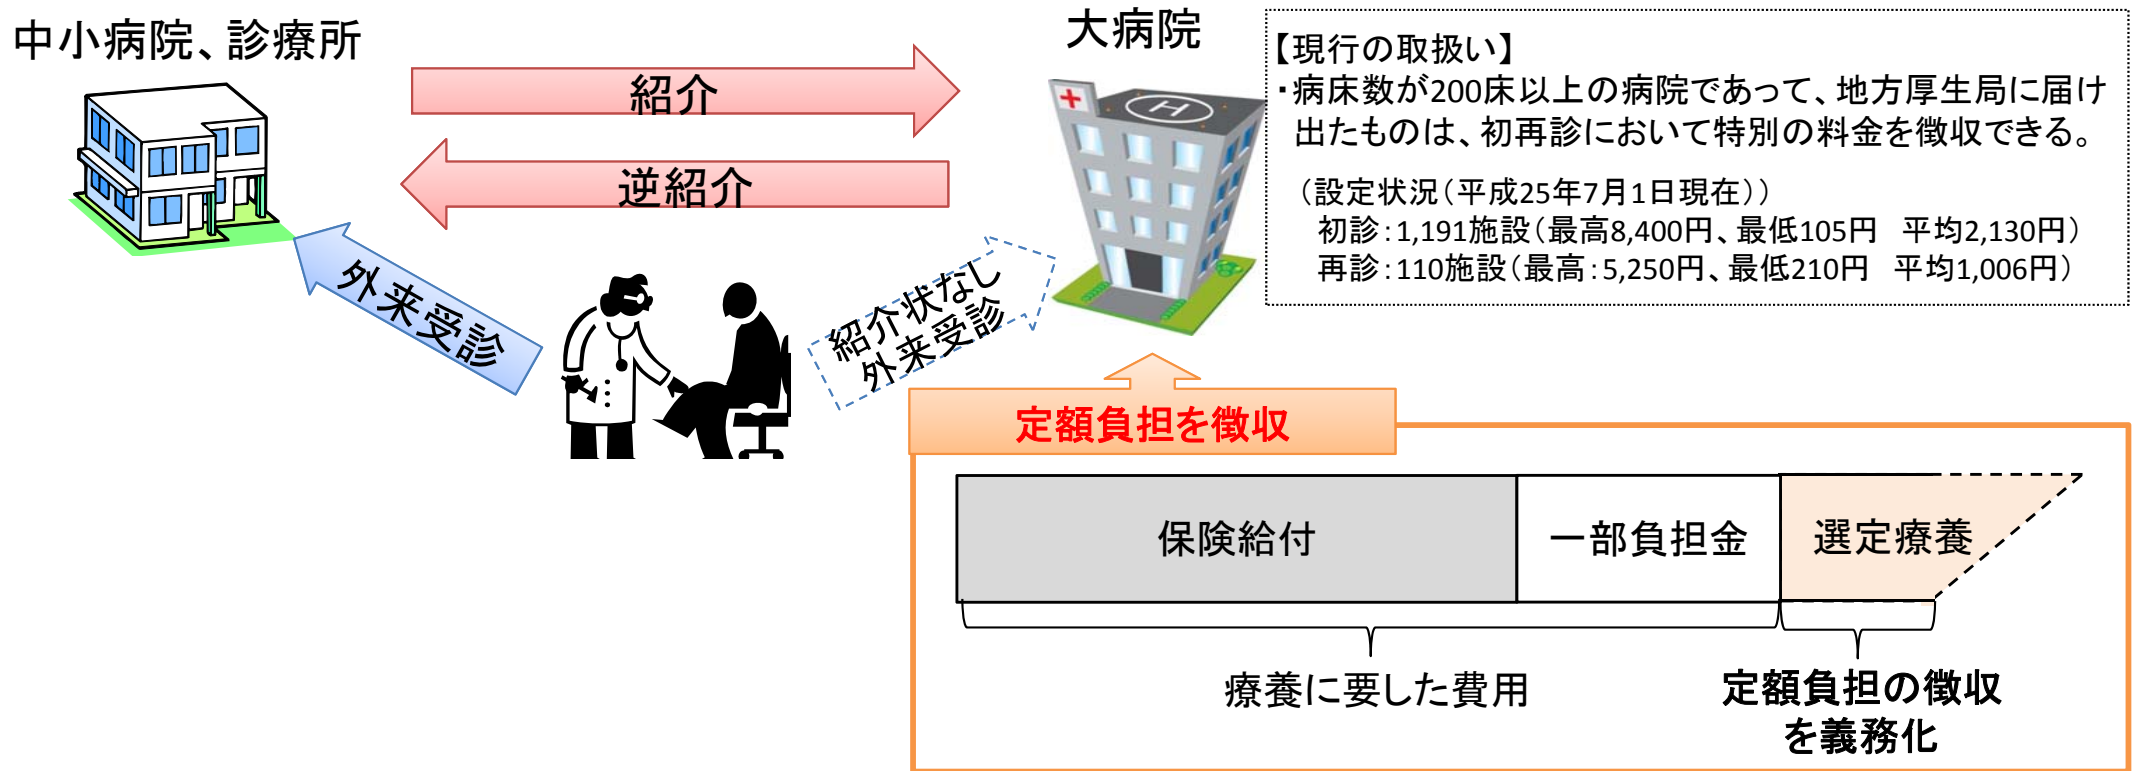 中小病院、診療所
紹介
逆紹介
大病院
【現行の取扱い】
・病床数が200床以上の病院であって、地方厚生局に届け
出たものは、初再診において特別の料金を徴収できる。
（設定状況（平成25年7月1日現在））
初診：1,191施設（最高8,400円、最低105円　平均2,130円）
再診：110施設（最高：5,250円、最低210円　平均1,006円）
外来受診
紹介状なし
外来受診
定額負担を徴収
保険給付
一部負担金
選定療養
療養に要した費用
定額負担の徴収
を義務化
H